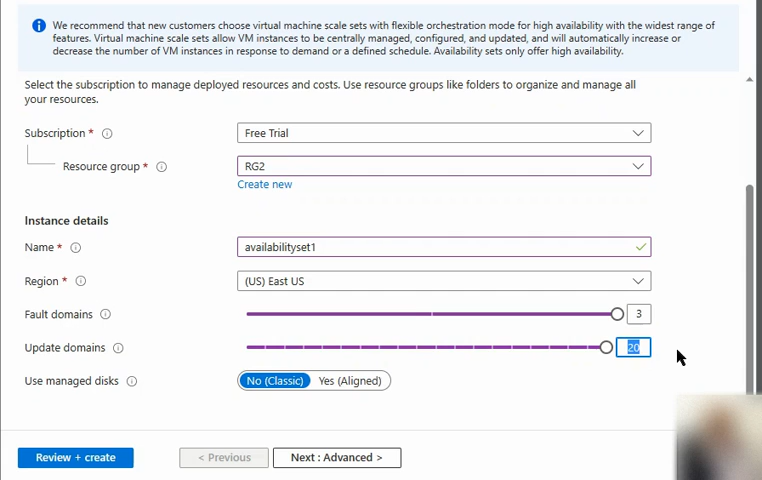 We recommend that new customers choose virtual machine scale sets with flexible orchestration mode for high availability with the widest range of
features. Virtual machine scale sets allow VM instances to be centrally managed, configured, and updated, and will automatically increase or
decrease the number of VM instances in response to demand or a defined schedule. Availability sets only offer high availability.
Select the subscription to manage deployed resources and costs. Use resource groups like folders to organize and manage all
your resources.
Subscription * Free Trial
Resource group * RG2
Create new
Instance details
Name * availabilityset1
Region * (US) East US
Fault domains 3
Update domains 20
Use managed disks No (Classic) Yes (Aligned)
Review + create < Previous Next : Advanced >